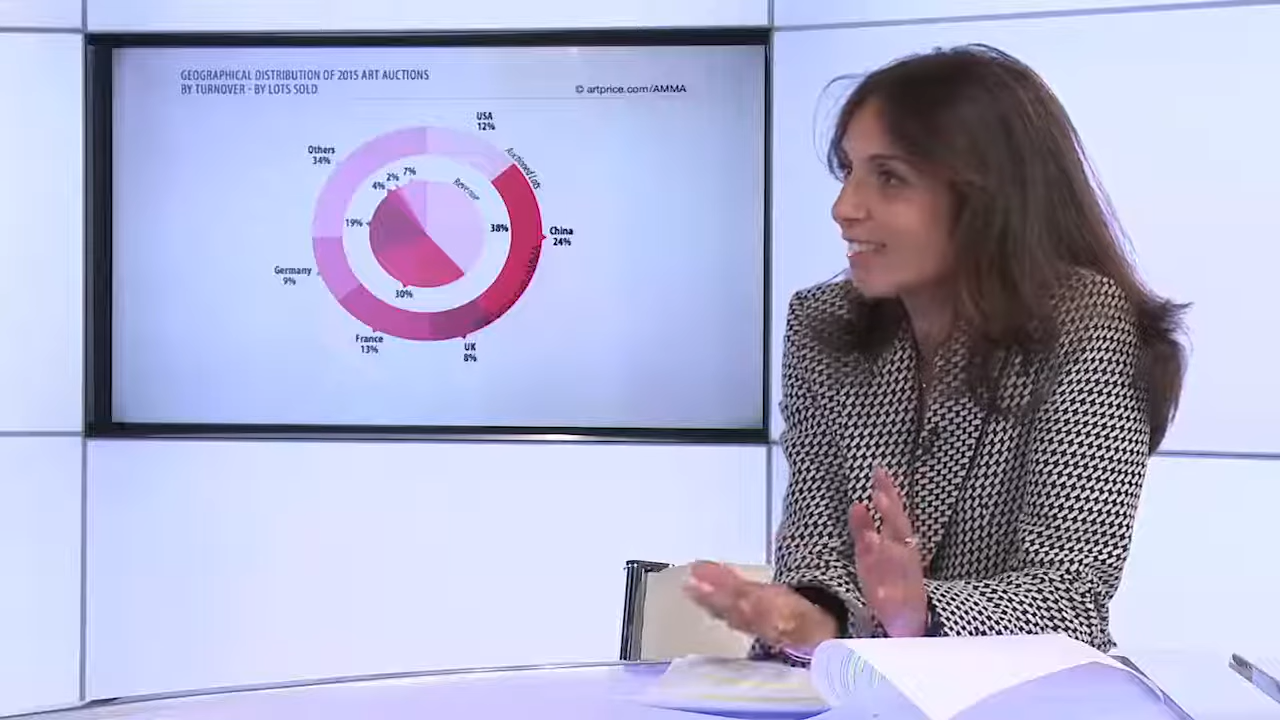 GEOGRAPHICAL DISTRIBUTION OF 2015 ART AUCTIONS
BY TURNOVER - BY LOTS SOLD
© artprice.com/AMMA
USA
12%
Others
34%
Auctioned Lots
4%
2%
7%
Revenue
19%
38%
China
24%
Germany
9%
30%
France
13%
UK
8%